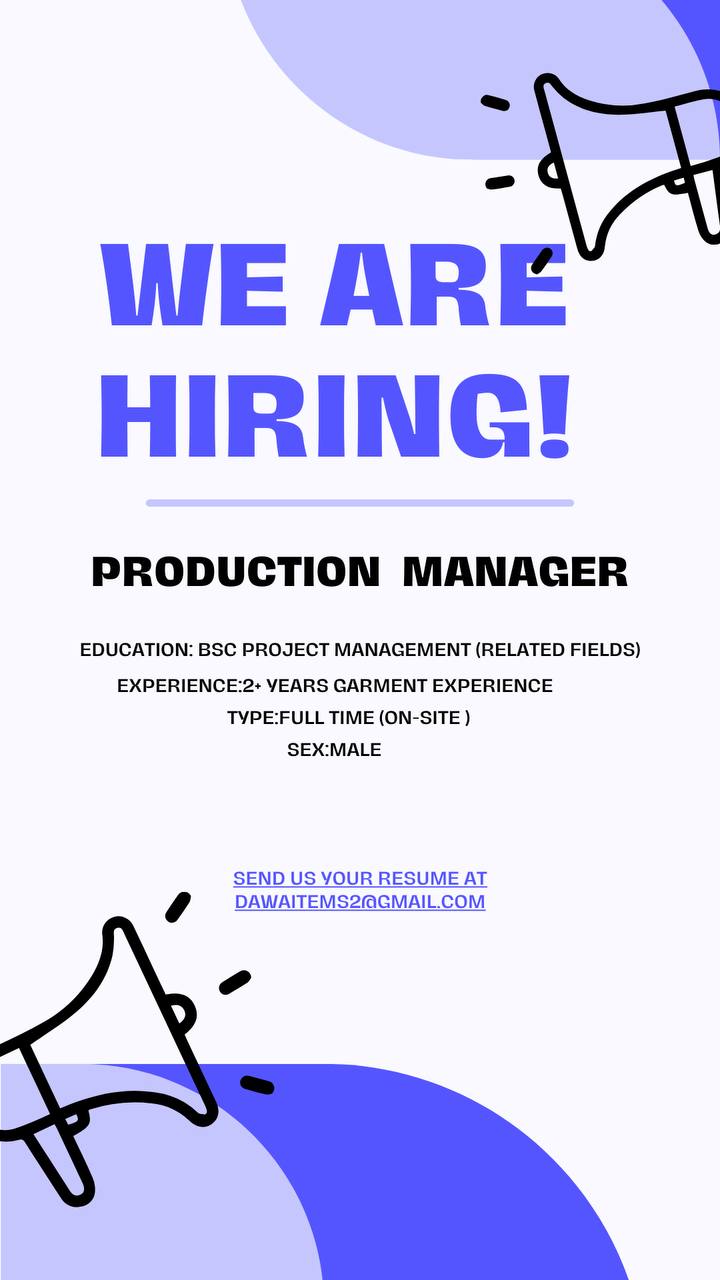 WE ARE
HIRING!
PRODUCTION MANAGER
EDUCATION: BSC PROJECT MANAGEMENT (RELATED FIELDS)
EXPERIENCE:2+ YEARS GARMENT EXPERIENCE
TYPE:FULL TIME (ON-SITE )
SEX:MALE
SEND US YOUR RESUME AT
DAWAITEMS2@GMAIL.COM